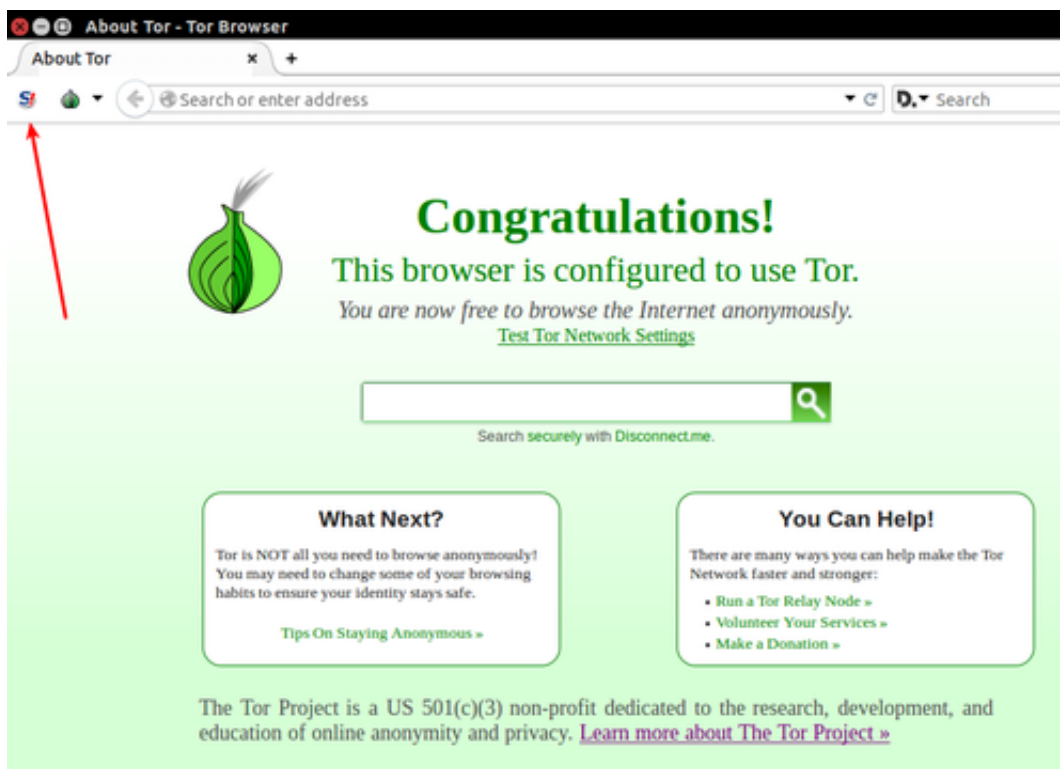 About Tor - Tor Browser
About Tor × +
S! Search or enter address D. Search
Congratulations!
This browser is configured to use Tor.
You are now free to browse the Internet anonymously.
Test Tor Network Settings
Search securely with Disconnect.me.
What Next?
Tor is NOT all you need to browse anonymously!
You may need to change some of your browsing
habits to ensure your identity stays safe.
Tips On Staying Anonymous »
You Can Help!
There are many ways you can help make the Tor
Network faster and stronger:
• Run a Tor Relay Node »
• Volunteer Your Services »
• Make a Donation »
The Tor Project is a US 501(c)(3) non-profit dedicated to the research, development, and
education of online anonymity and privacy. Learn more about The Tor Project »